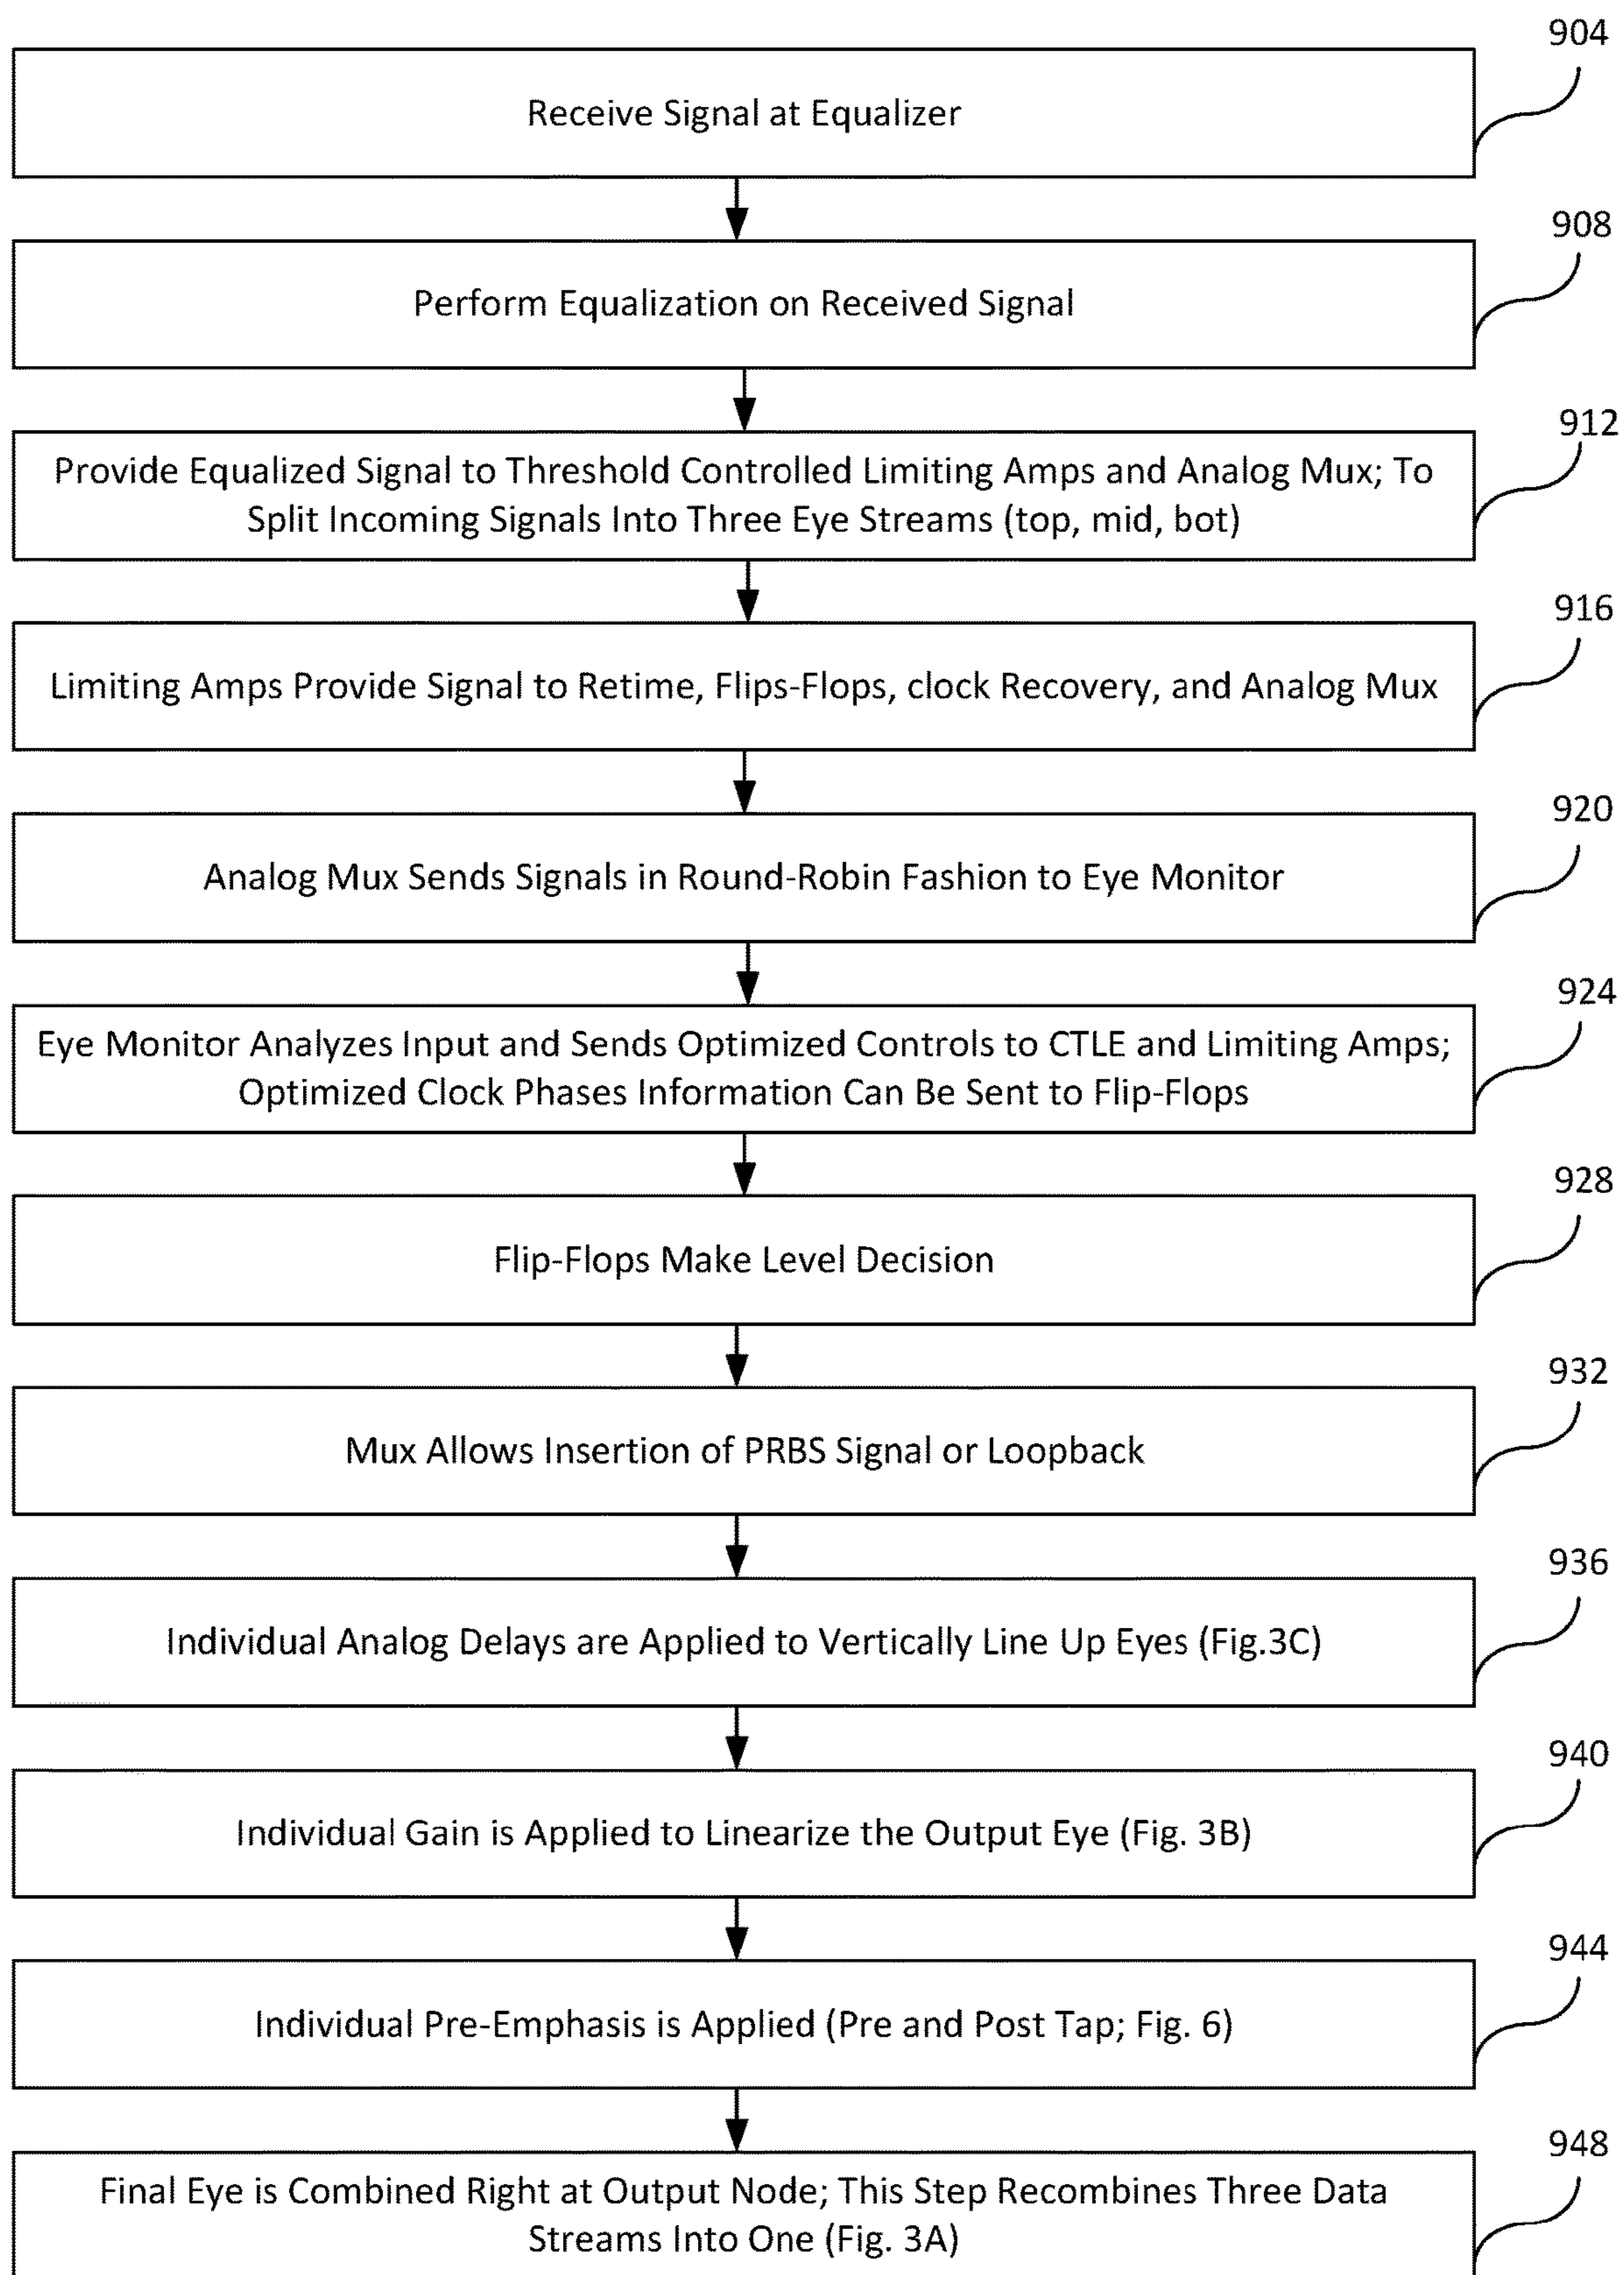 904
Receive Signal at Equalizer
908
Perform Equalization on Received Signal
912
Provide Equalized Signal to Threshold Controlled Limiting Amps and Analog Mux; To
Split Incoming Signals Into Three Eye Streams (top, mid, bot)
916
Limiting Amps Provide Signal to Retime, Flips-Flops, clock Recovery, and Analog Mux
920
Analog Mux Sends Signals in Round-Robin Fashion to Eye Monitor
924
Eye Monitor Analyzes Input and Sends Optimized Controls to CTLE and Limiting Amps;
Optimized Clock Phases Information Can Be Sent to Flip-Flops
928
Flip-Flops Make Level Decision
932
Mux Allows Insertion of PRBS Signal or Loopback
936
Individual Analog Delays are Applied to Vertically Line Up Eyes (Fig.3C)
940
Individual Gain is Applied to Linearize the Output Eye (Fig. 3B)
944
Individual Pre-Emphasis is Applied (Pre and Post Tap; Fig. 6)
948
Final Eye is Combined Right at Output Node; This Step Recombines Three Data
Streams Into One (Fig. 3A)